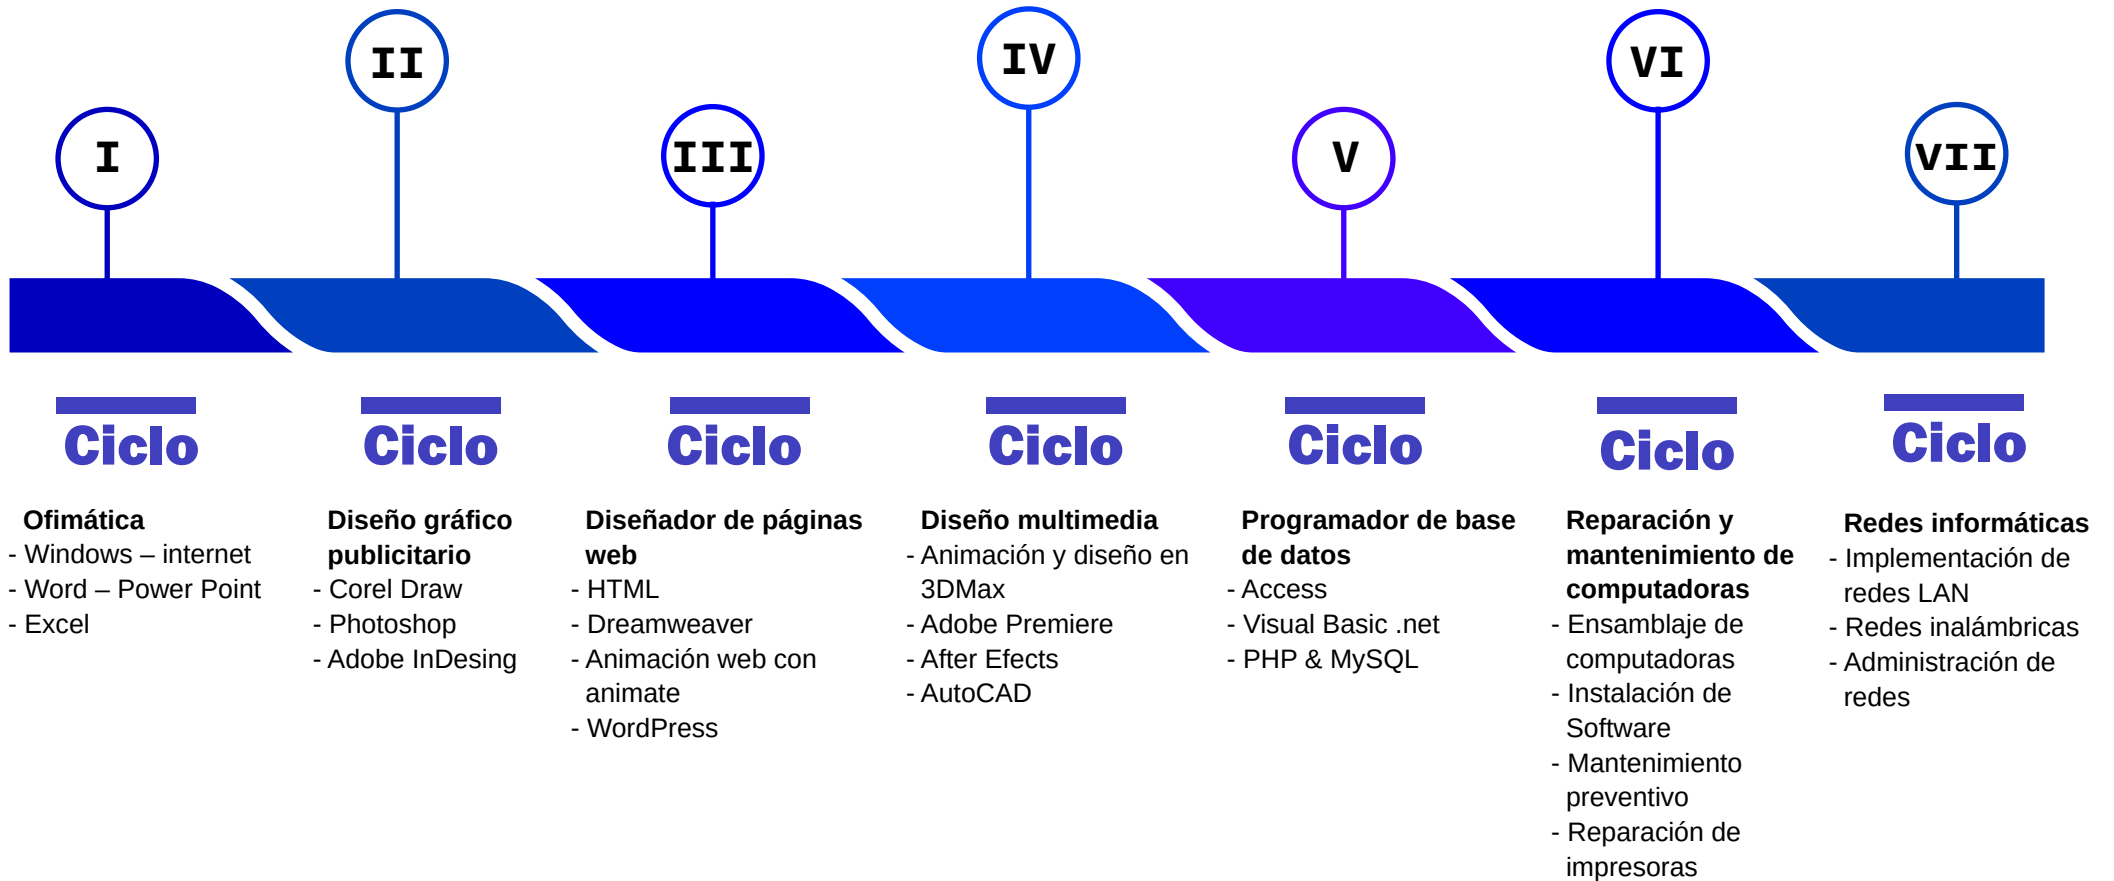 I
II
III
IV
V
VI
VII
Ciclo
Ofimática
- Windows – internet
- Word – Power Point
- Excel
Ciclo
Diseño gráfico
publicitario
- Corel Draw
- Photoshop
- Adobe InDesing
Ciclo
Diseñador de páginas
web
- HTML
- Dreamweaver
- Animación web con
animate
- WordPress
Ciclo
Diseño multimedia
- Animación y diseño en
3DMax
- Adobe Premiere
- After Efects
- AutoCAD
Ciclo
Programador de base
de datos
- Access
- Visual Basic .net
- PHP & MySQL
Ciclo
Reparación y
mantenimiento de
computadoras
- Ensamblaje de
computadoras
- Instalación de
Software
- Mantenimiento
preventivo
- Reparación de
impresoras
Ciclo
Redes informáticas
- Implementación de
redes LAN
- Redes inalámbricas
- Administración de
redes